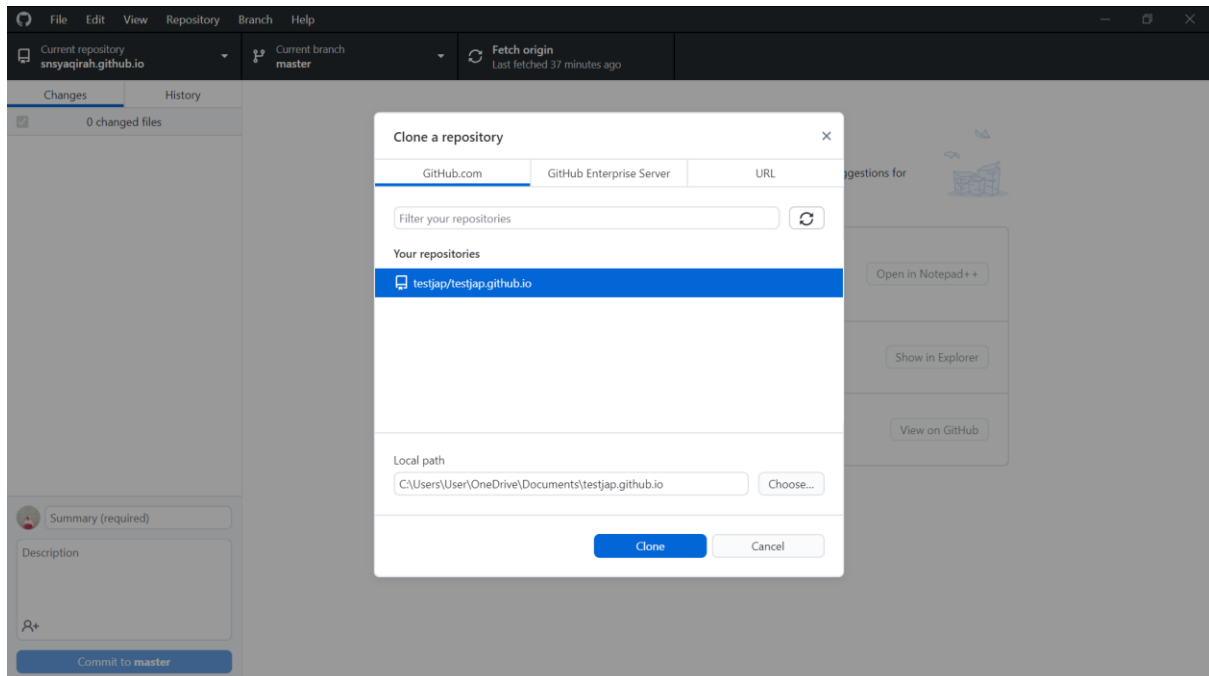 File Edit View Repository Branch Help
Current repository
snsyaqirah.github.io
Current branch
master
Fetch origin
Last fetched 37 minutes ago
Changes History
0 changed files
Clone a repository
GitHub.com GitHub Enterprise Server URL
ggestions for
Filter your repositories
Your repositories
testjap/testjap.github.io
Open in Notepad++
Show in Explorer
View on GitHub
Local path
C:\Users\User\OneDrive\Documents\testjap.github.io Choose...
Clone Cancel
Summary (required)
Description
Commit to master